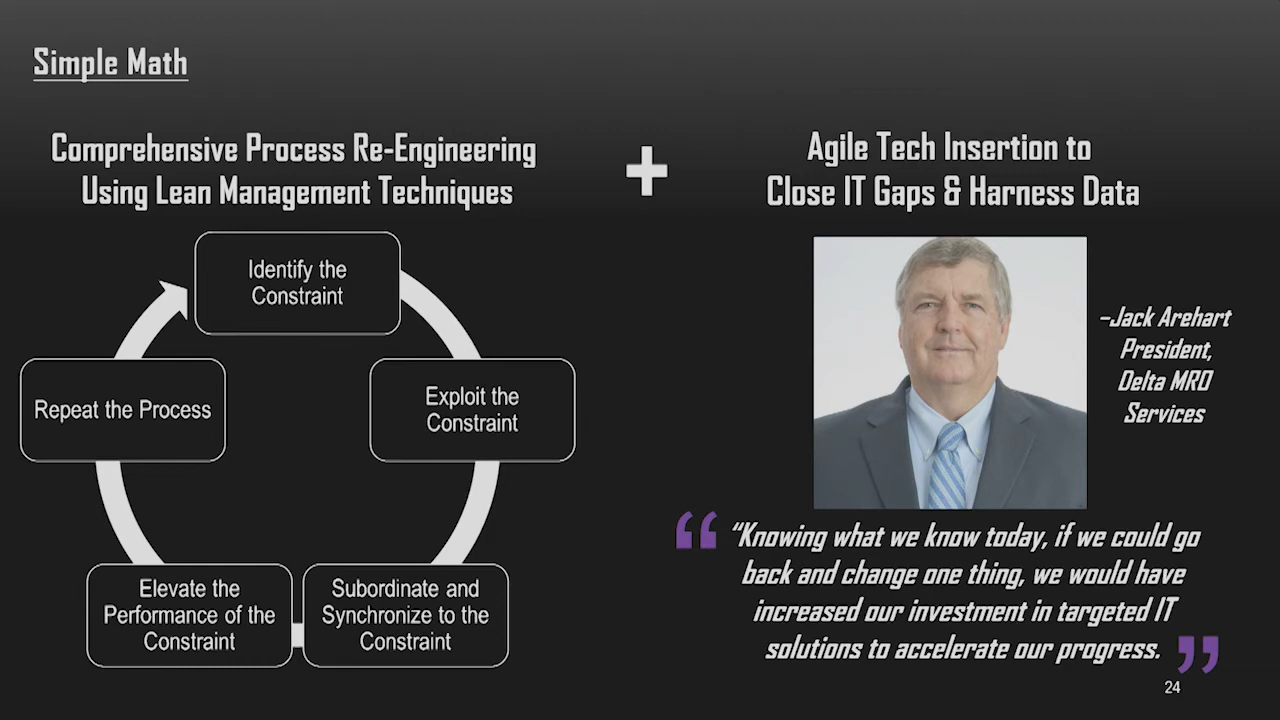 Simple Math
Comprehensive Process Re-Engineering
Using Lean Management Techniques
+
Agile Tech Insertion to
Close IT Gaps & Harness Data
Identify the
Constraint
Exploit the
Constraint
Subordinate and
Synchronize to the
Constraint
Elevate the
Performance of the
Constraint
Repeat the Process
–Jack Arehart
President,
Delta MRO
Services
“Knowing what we know today, if we could go
back and change one thing, we would have
increased our investment in targeted IT
solutions to accelerate our progress. ”
24